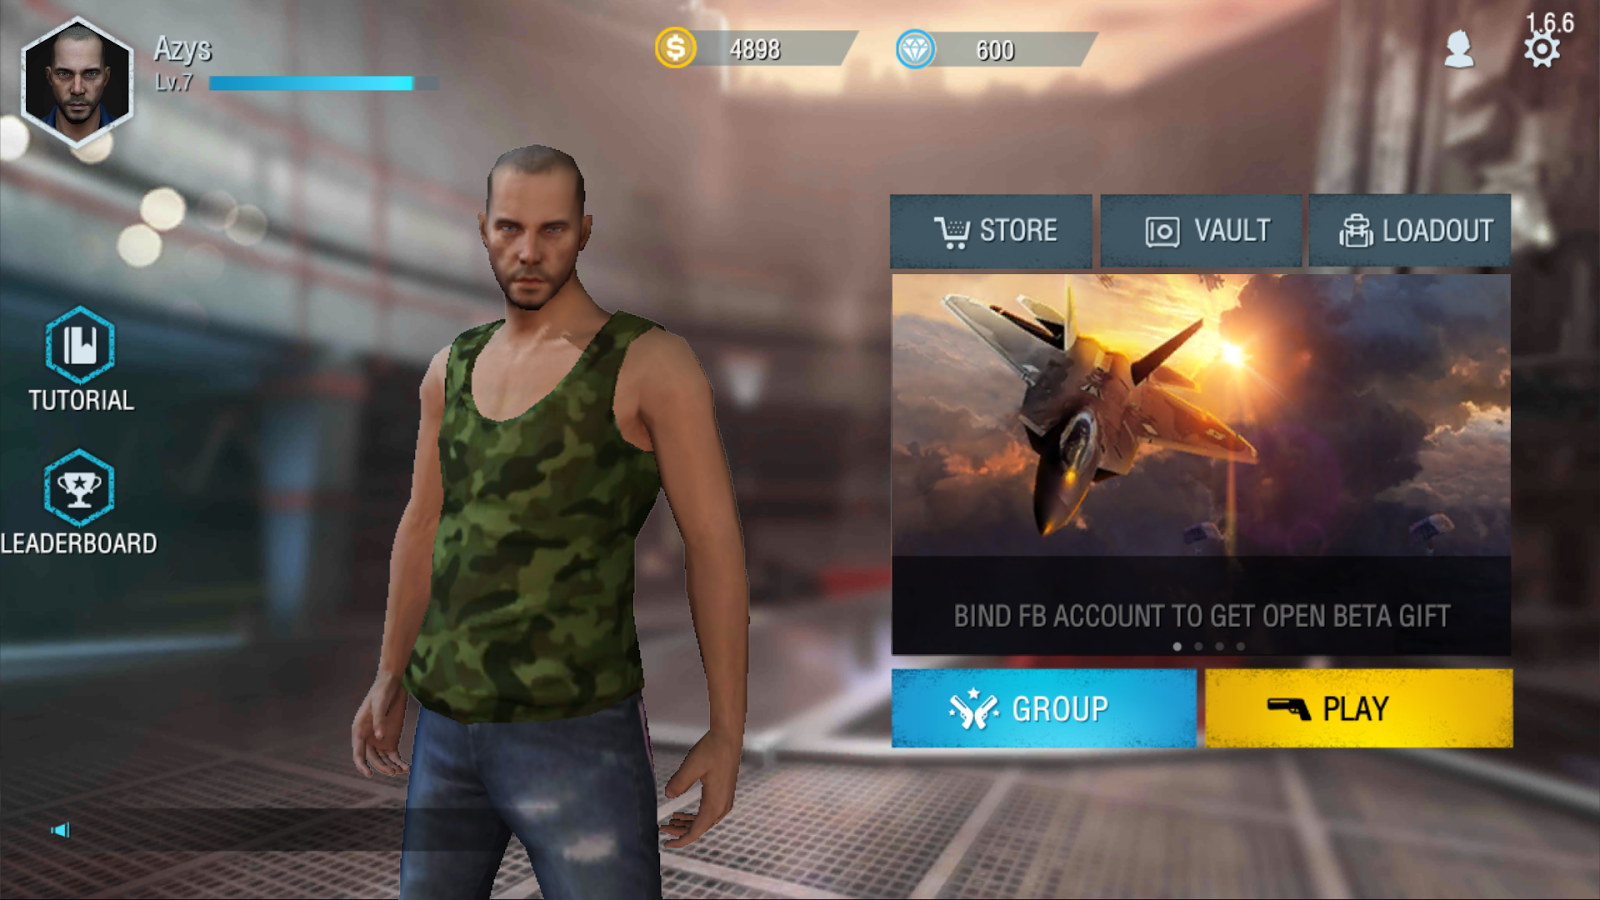 Azys
Lv.7
4898
600
1.6.6
STORE
VAULT
LOADOUT
TUTORIAL
LEADERBOARD
BIND FB ACCOUNT TO GET OPEN BETA GIFT
GROUP
PLAY